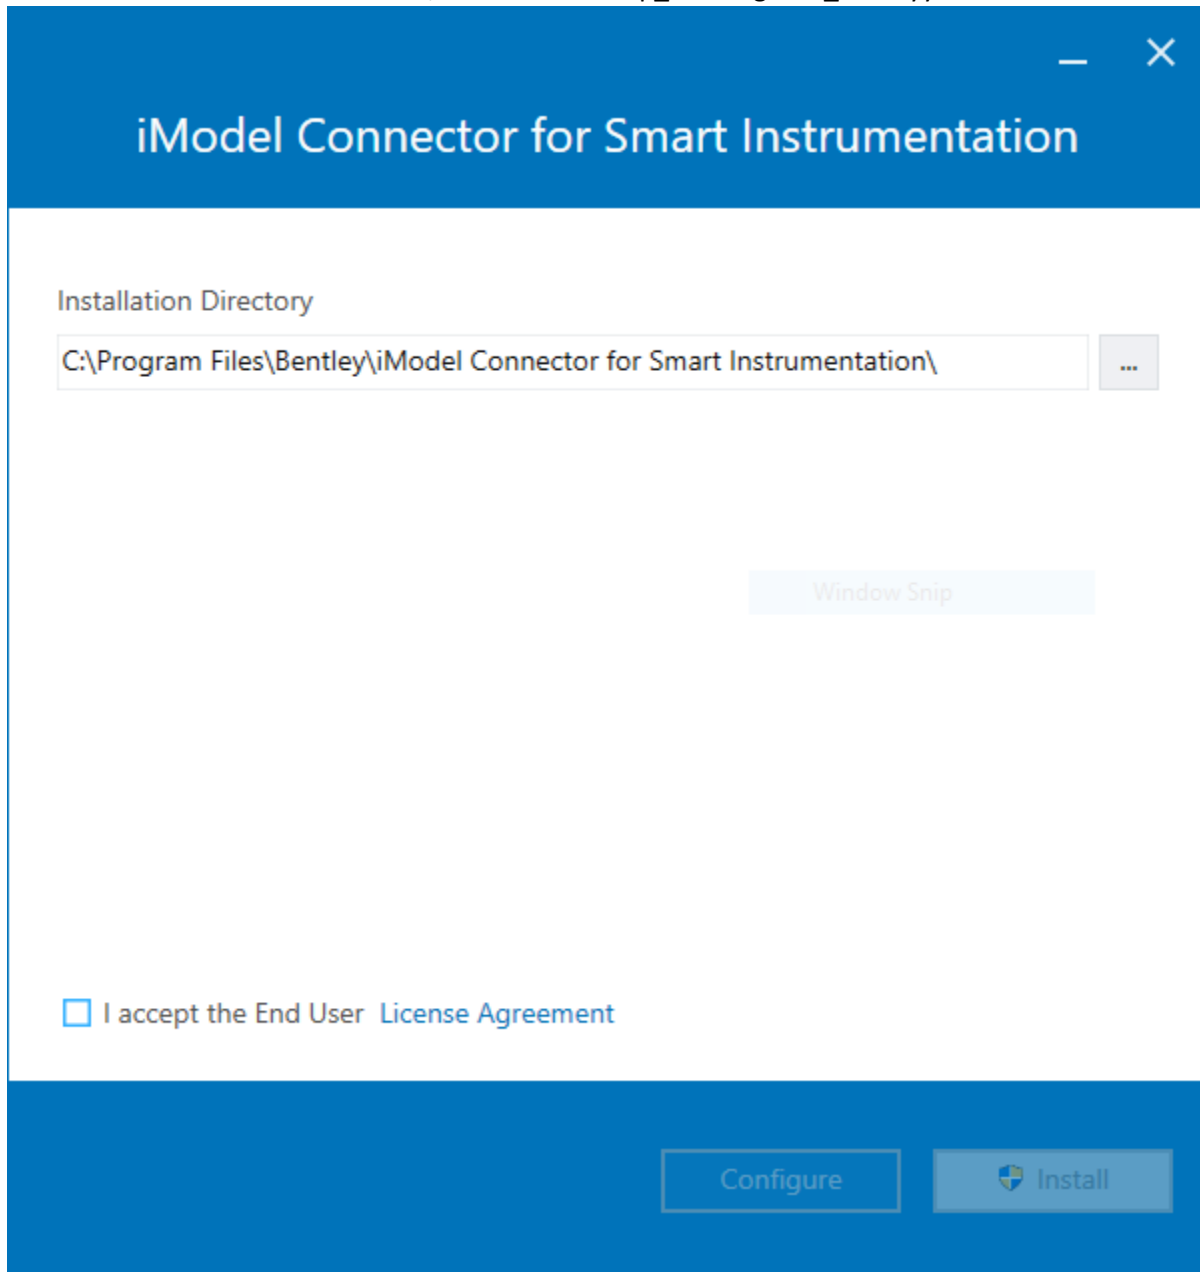 iModel Connector for Smart Instrumentation
Installation Directory
C:\Program Files\Bentley\iModel Connector for Smart Instrumentation\
...
Window Snip
I accept the End User License Agreement
Configure
Install